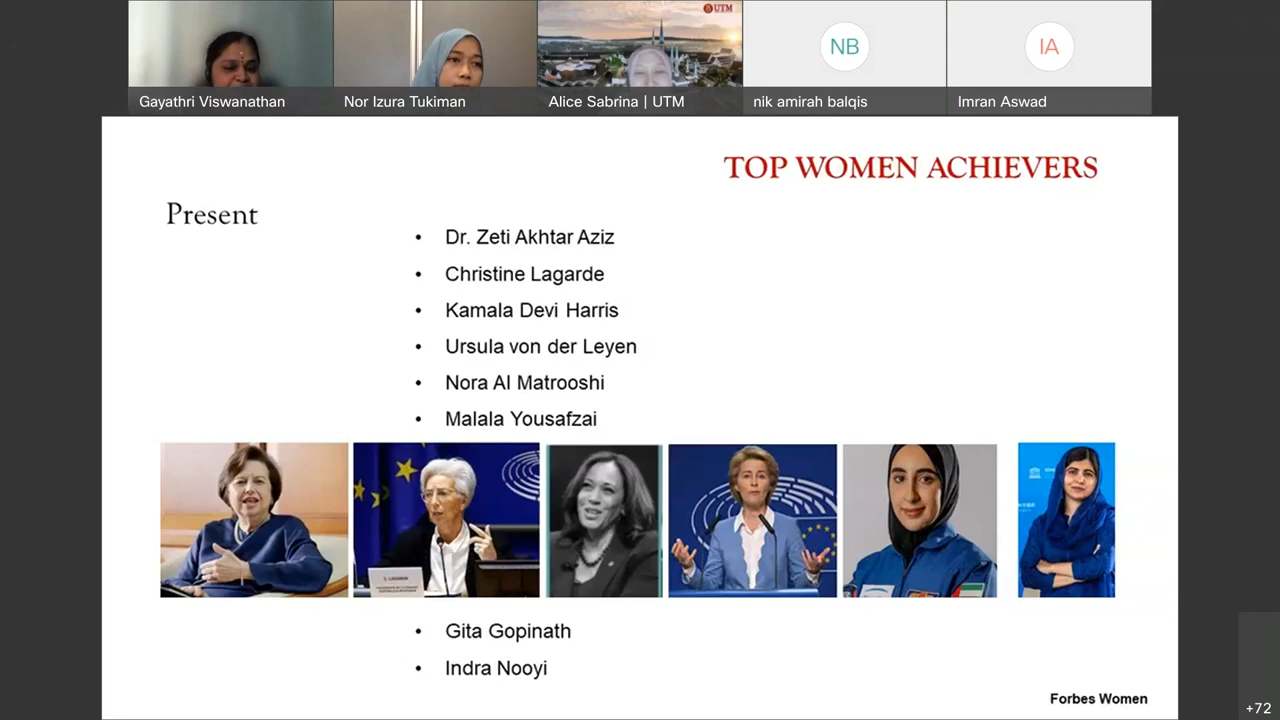 UTM
NB
IA
Gayathri Viswanathan
Nor Izura Tukiman
Alice Sabrina | UTM
nik amirah balqis
Imran Aswad
TOP WOMEN ACHIEVERS
Present
• Dr. Zeti Akhtar Aziz
• Christine Lagarde
• Kamala Devi Harris
• Ursula von der Leyen
• Nora Al Matrooshi
• Malala Yousafzai
C. LAGARDE
• Gita Gopinath
• Indra Nooyi
Forbes Women
+72